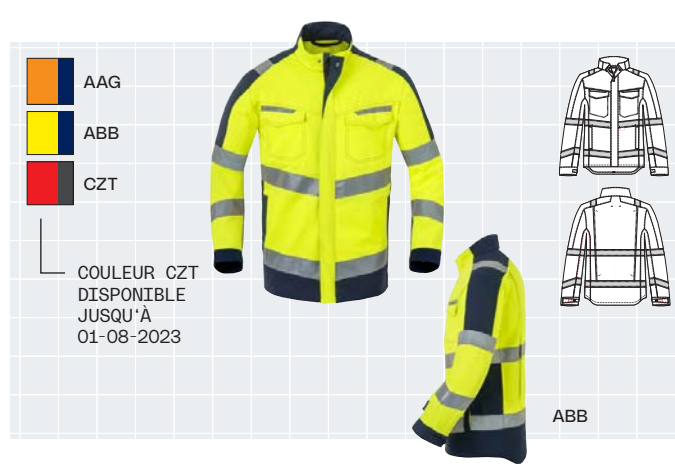 AAG
ABB
CZT
COULEUR CZT
DISPONIBLE
JUSQU'À
01-08-2023
ABB